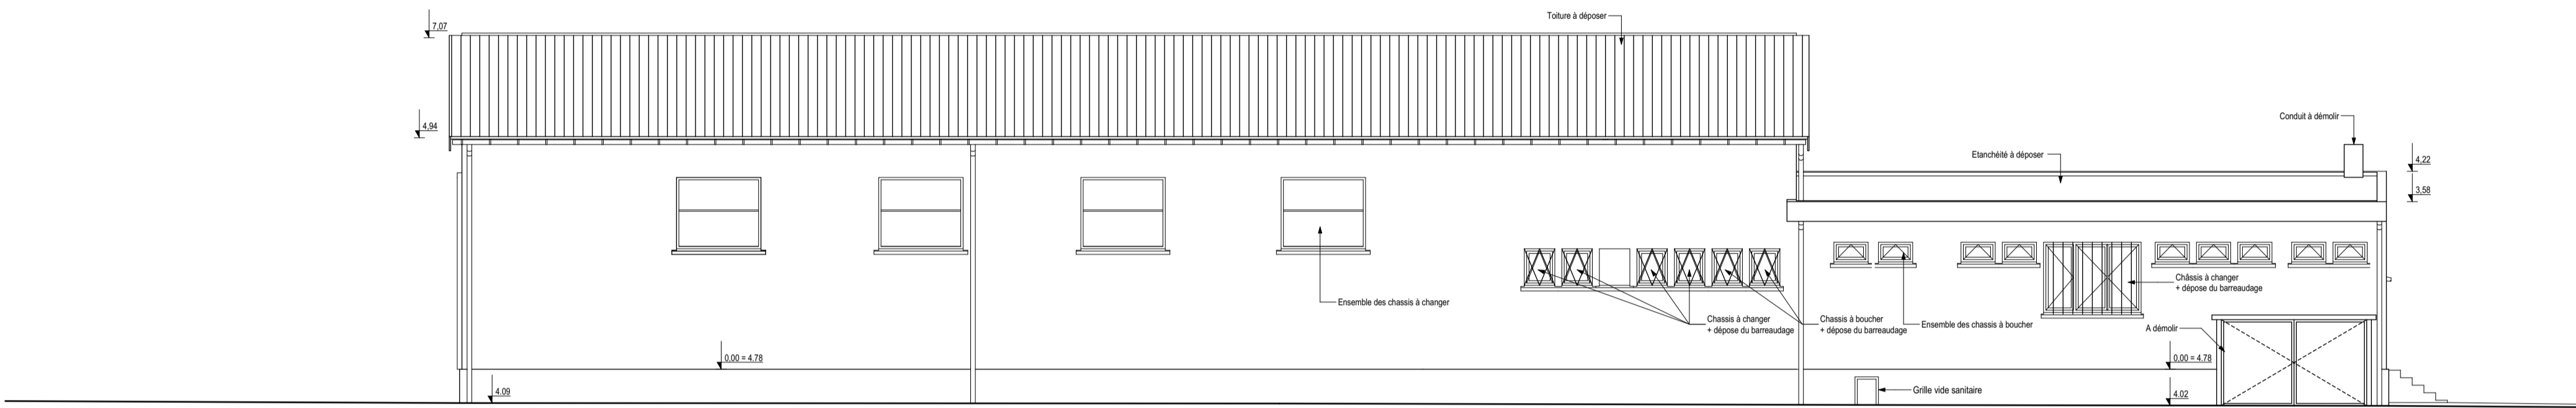 7,07
Toiture à déposer
4,94
Conduit à démolir
Etanchéité à déposer
4,22
3,58
Châssis à changer
+ dépose du barreaudage
Ensemble des chassis à changer
Chassis à changer
+ dépose du barreaudage
Chassis à boucher
+ dépose du barreaudage
Ensemble des chassis à boucher
A démolir
0,00 = 4.78
0,00 = 4.78
4.09
Grille vide sanitaire
4.02